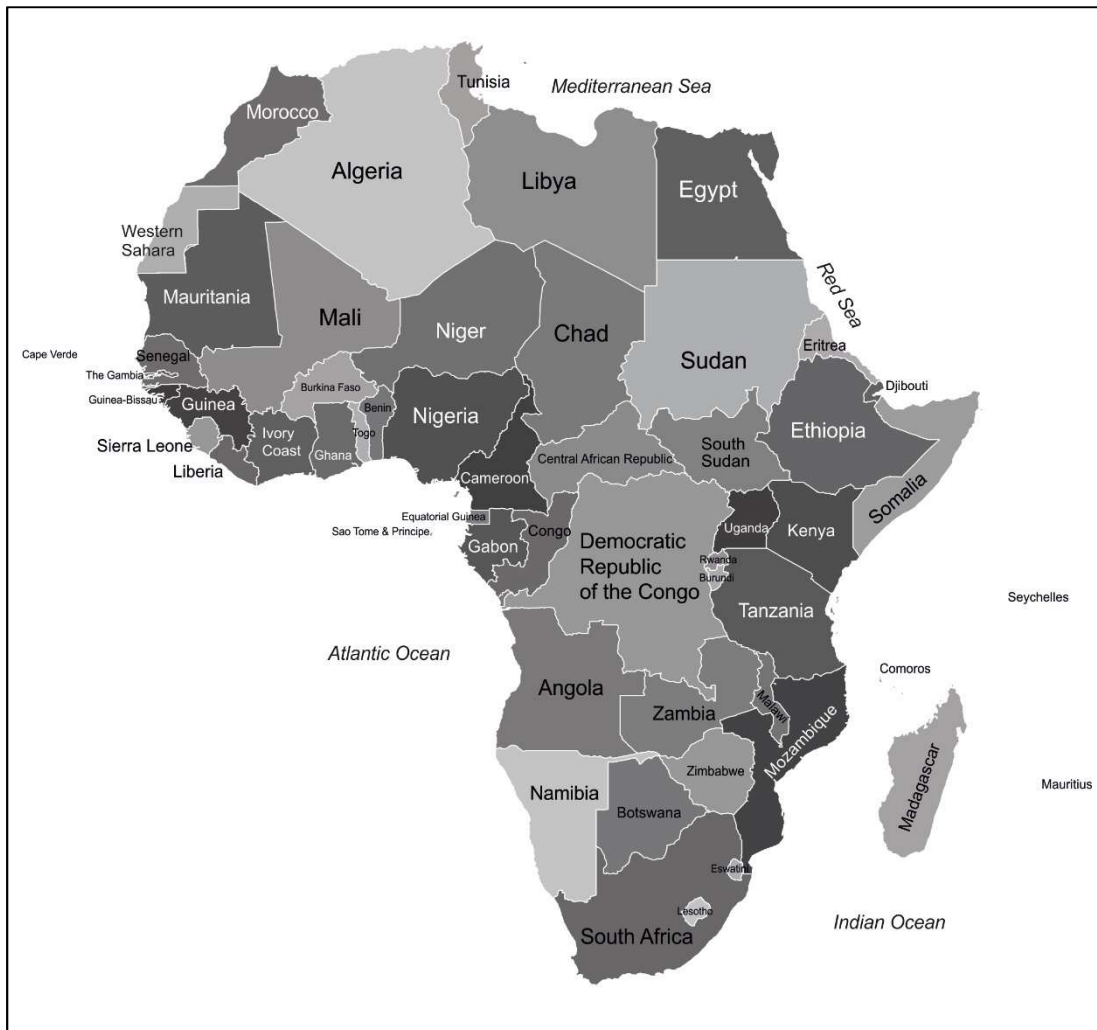 Tunisia
Mediterranean Sea
Morocco
Algeria
Libya
Egypt
Western
Sahara
Mauritania
Mali
Niger
Chad
Sudan
Red Sea
Eritrea
Cape Verde
Senegal
The Gambia
Guinea-Bissau
Guinea
Burkina Faso
Benin
Nigeria
Djibouti
Sierra Leone
Ivory
Coast
Ghana
Togo
Ethiopia
South
Sudan
Central African Republic
Liberia
Cameroon
Somalia
Equatorial Guinea
Sao Tome & Principe
Gabon
Congo
Uganda
Kenya
Democratic
Republic
of the Congo
Rwanda
Burundi
Tanzania
Seychelles
Atlantic Ocean
Comoros
Angola
Zambia
Malawi
Mozambique
Zimbabwe
Madagascar
Mauritius
Namibia
Botswana
Eswatini
Lesotho
South Africa
Indian Ocean